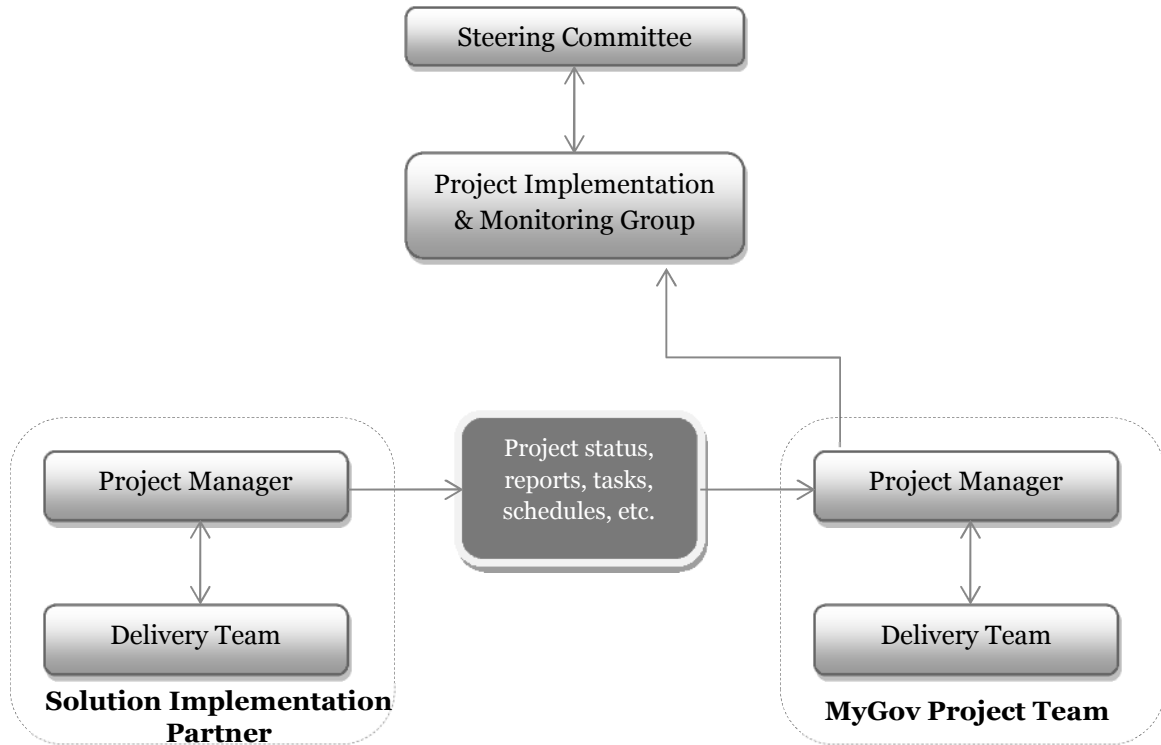 Steering Committee
Project Implementation
& Monitoring Group
Project status,
reports, tasks,
schedules, etc.
Project Manager
Project Manager
Delivery Team
Delivery Team
Solution Implementation
Partner
MyGov Project Team